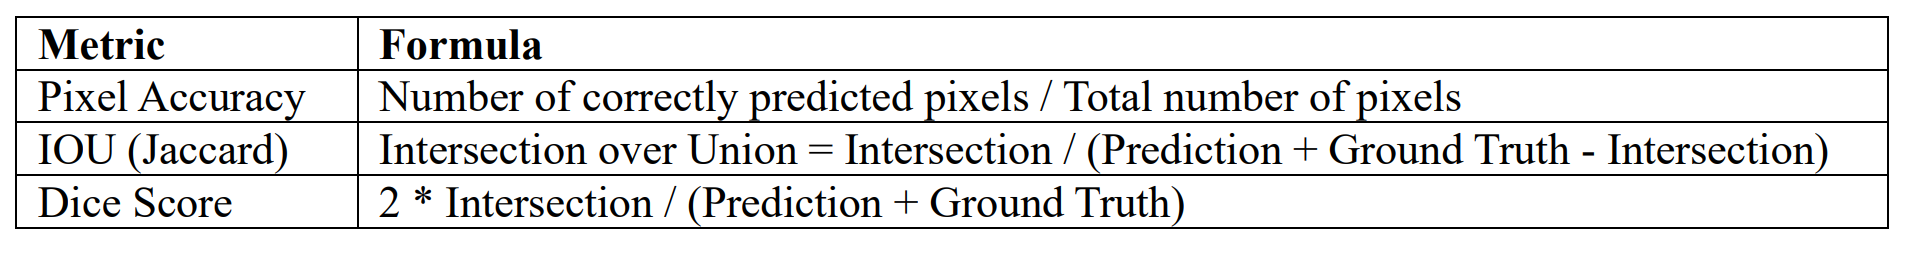 Metric Formula
Pixel Accuracy Number of correctly predicted pixels / Total number of pixels
IOU (Jaccard) Intersection over Union = Intersection / (Prediction + Ground Truth - Intersection)
Dice Score 2 * Intersection / (Prediction + Ground Truth)